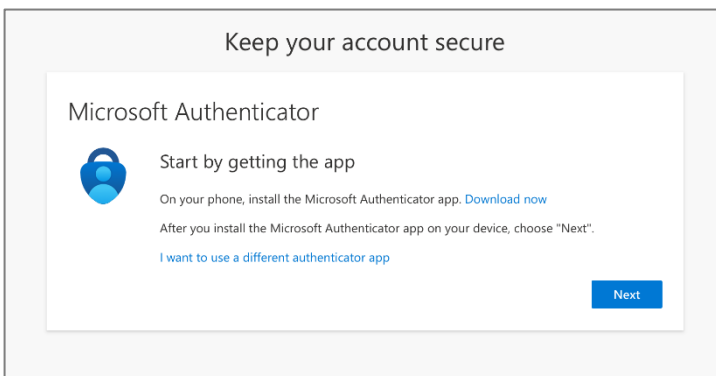 Keep your account secure
Microsoft Authenticator
Start by getting the app
On your phone, install the Microsoft Authenticator app. Download now
After you install the Microsoft Authenticator app on your device, choose "Next".
I want to use a different authenticator app
Next